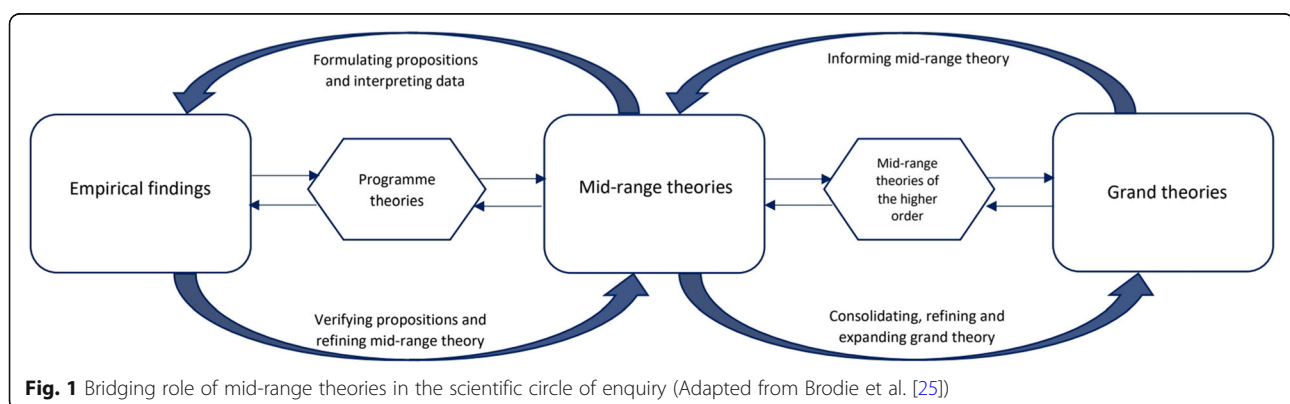 Formulating propositions
and interpreting data
Informing mid-range theory
Empirical findings
Programme
theories
Mid-range theories
Mid-range
theories of
the higher
order
Grand theories
Verifying propositions and
refining mid-range theory
Consolidating, refining and
expanding grand theory
Fig. 1 Bridging role of mid-range theories in the scientific circle of enquiry (Adapted from Brodie et al. [25])